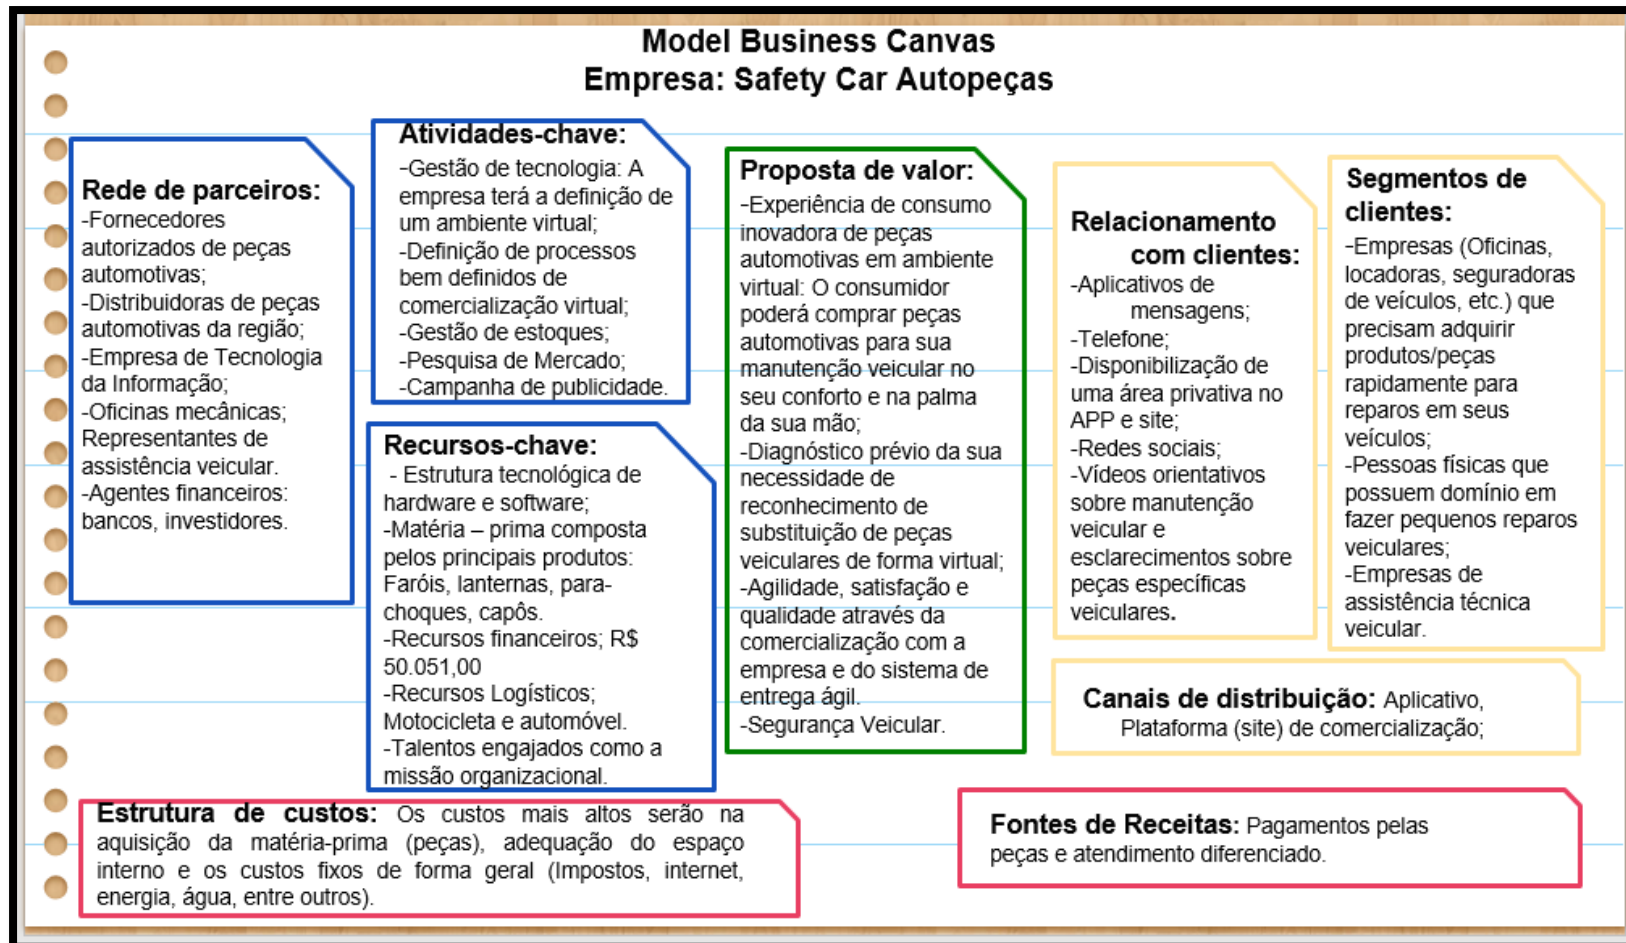 Model Business Canvas
Empresa: Safety Car Autopeças
Rede de parceiros:
-Fornecedores
autorizados de peças
automotivas;
-Distribuidoras de peças
automotivas da região;
-Empresa de Tecnologia
da Informação;
-Oficinas mecânicas;
Representantes de
assistência veicular.
-Agentes financeiros:
bancos, investidores.
Atividades-chave:
-Gestão de tecnologia: A
empresa terá a definição de
um ambiente virtual;
-Definição de processos
bem definidos de
comercialização virtual;
-Gestão de estoques;
-Pesquisa de Mercado;
-Campanha de publicidade.
Recursos-chave:
- Estrutura tecnológica de
hardware e software;
-Matéria – prima composta
pelos principais produtos:
Faróis, lanternas, para-
choques, capôs.
-Recursos financeiros; R$
50.051,00
-Recursos Logísticos;
Motocicleta e automóvel.
-Talentos engajados como a
missão organizacional.
Proposta de valor:
-Experiência de consumo
inovadora de peças
automotivas em ambiente
virtual: O consumidor
poderá comprar peças
automotivas para sua
manutenção veicular no
seu conforto e na palma
da sua mão;
-Diagnóstico prévio da sua
necessidade de
reconhecimento de
substituição de peças
veiculares de forma virtual;
-Agilidade, satisfação e
qualidade através da
comercialização com a
empresa e do sistema de
entrega ágil.
-Segurança Veicular.
Relacionamento
com clientes:
-Aplicativos de
mensagens;
-Telefone;
-Disponibilização de
uma área privativa no
APP e site;
-Redes sociais;
-Vídeos orientativos
sobre manutenção
veicular e
esclarecimentos sobre
peças específicas
veiculares.
Segmentos de
clientes:
-Empresas (Oficinas,
locadoras, seguradoras
de veículos, etc.) que
precisam adquirir
produtos/peças
rapidamente para
reparos em seus
veículos;
-Pessoas físicas que
possuem domínio em
fazer pequenos reparos
veiculares;
-Empresas de
assistência técnica
veicular.
Canais de distribuição: Aplicativo,
Plataforma (site) de comercialização;
Estrutura de custos: Os custos mais altos serão na
aquisição da matéria-prima (peças), adequação do espaço
interno e os custos fixos de forma geral (Impostos, internet,
energia, água, entre outros).
Fontes de Receitas: Pagamentos pelas
peças e atendimento diferenciado.